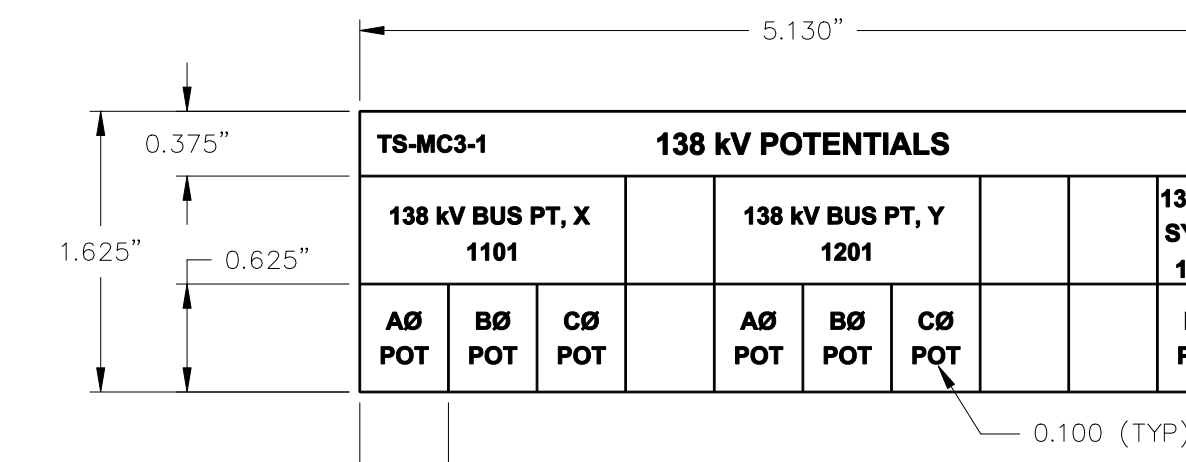 5.130”
0.375”
TS-MC3-1 138 kV POTENTIALS
138 kV BUS PT, X
1101
138 kV BUS PT, Y
1201
1.625”
0.625”
AØ POT
BØ POT
CØ POT
AØ POT
BØ POT
CØ POT
0.100 (TYP)